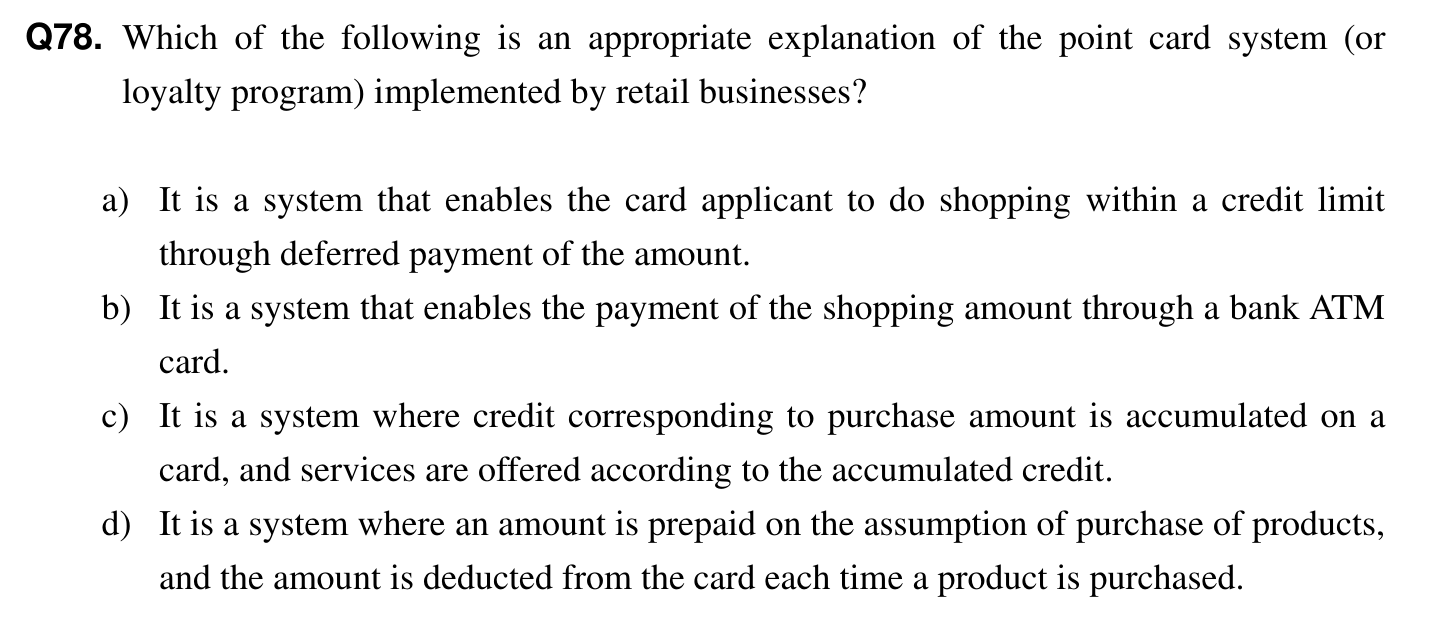 Q78. Which of the following is an appropriate explanation of the point card system (or
loyalty program) implemented by retail businesses?
a) It is a system that enables the card applicant to do shopping within a credit limit
through deferred payment of the amount.
b) It is a system that enables the payment of the shopping amount through a bank ATM
card.
c) It is a system where credit corresponding to purchase amount is accumulated on a
card, and services are offered according to the accumulated credit.
d) It is a system where an amount is prepaid on the assumption of purchase of products,
and the amount is deducted from the card each time a product is purchased.